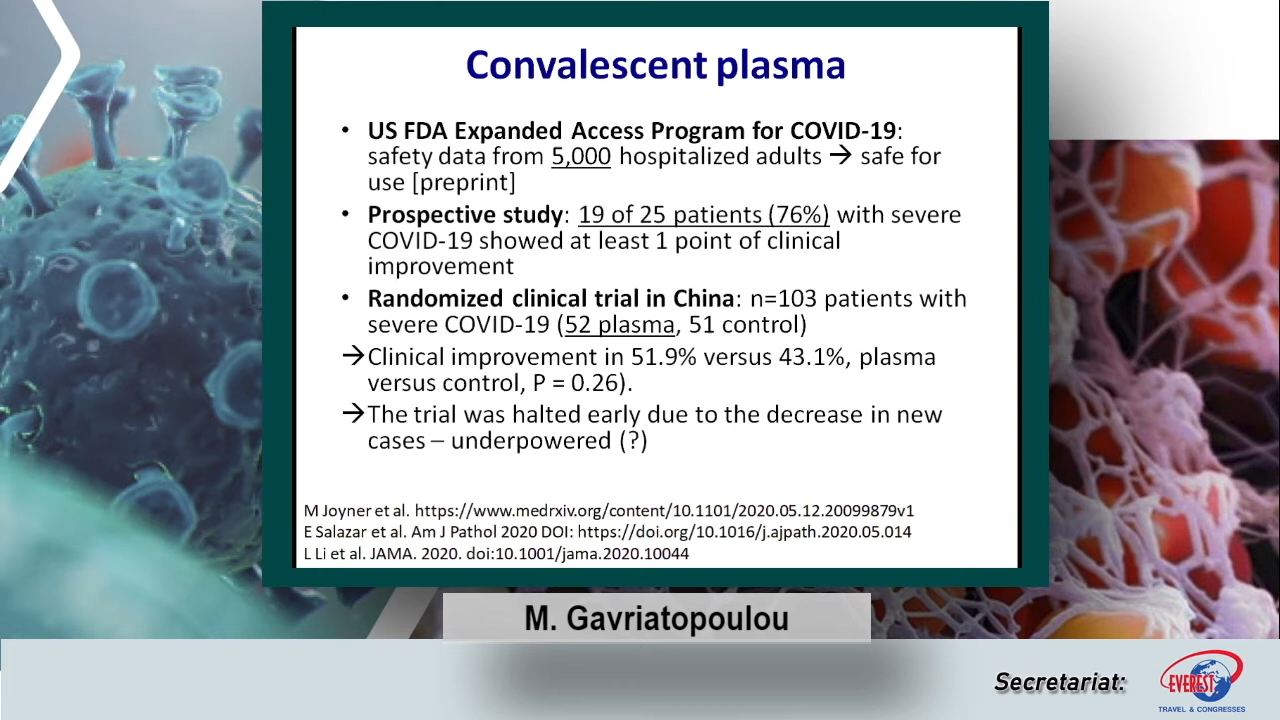 Convalescent plasma
• US FDA Expanded Access Program for COVID-19:
safety data from 5,000 hospitalized adults → safe for
use [preprint]
• Prospective study: 19 of 25 patients (76%) with severe
COVID-19 showed at least 1 point of clinical
improvement
• Randomized clinical trial in China: n=103 patients with
severe COVID-19 (52 plasma, 51 control)
→Clinical improvement in 51.9% versus 43.1%, plasma
versus control, P = 0.26).
→The trial was halted early due to the decrease in new
cases – underpowered (?)
M Joyner et al. https://www.medrxiv.org/content/10.1101/2020.05.12.20099879v1
E Salazar et al. Am J Pathol 2020 DOI: https://doi.org/10.1016/j.ajpath.2020.05.014
L Li et al. JAMA. 2020. doi:10.1001/jama.2020.10044
M. Gavriatopoulou
Secretariat:
EVEREST
TRAVEL & CONGRESSES